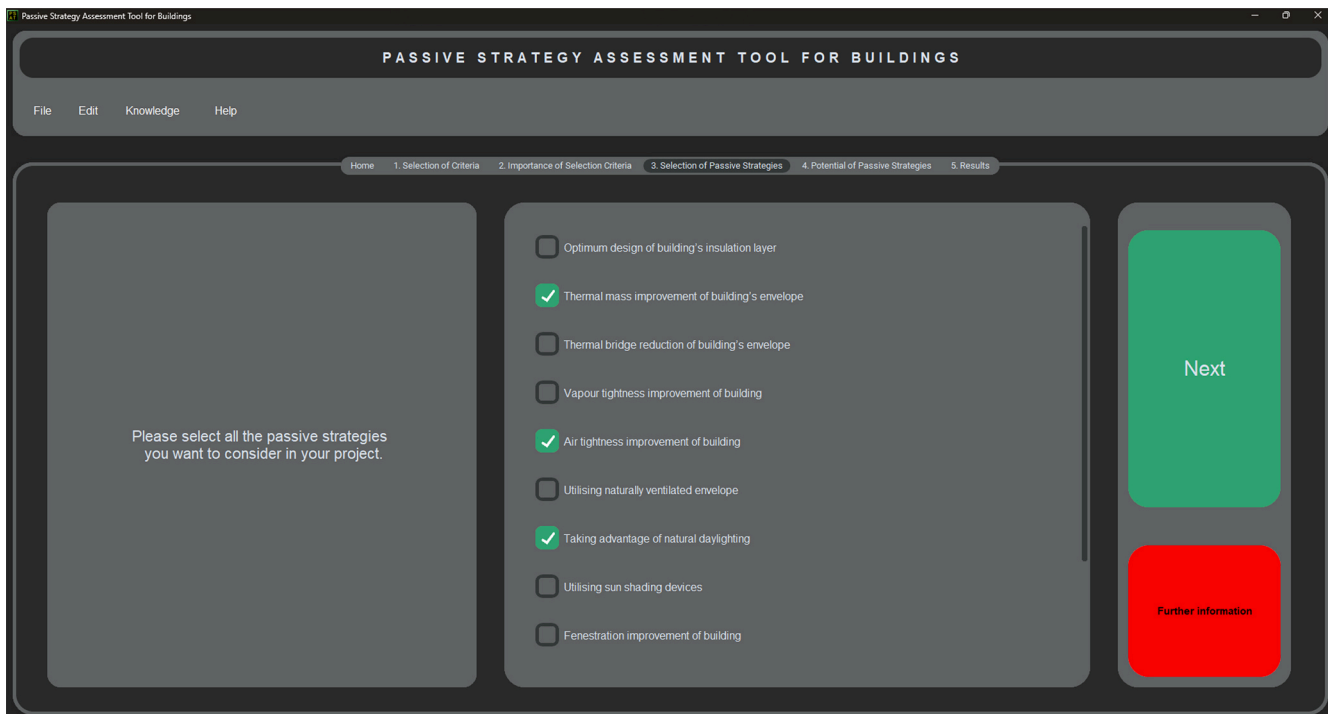 Passive Strategy Assessment Tool for Buildings
PASSIVE STRATEGY ASSESSMENT TOOL FOR BUILDINGS
File Edit Knowledge Help
Home 1. Selection of Criteria 2. Importance of Selection Criteria 3. Selection of Passive Strategies 4. Potential of Passive Strategies 5. Results
Please select all the passive strategies
you want to consider in your project.
Optimum design of building's insulation layer
Thermal mass improvement of building's envelope
Thermal bridge reduction of building's envelope
Vapour tightness improvement of building
Air tightness improvement of building
Utilising naturally ventilated envelope
Taking advantage of natural daylighting
Utilising sun shading devices
Fenestration improvement of building
Next
Further information